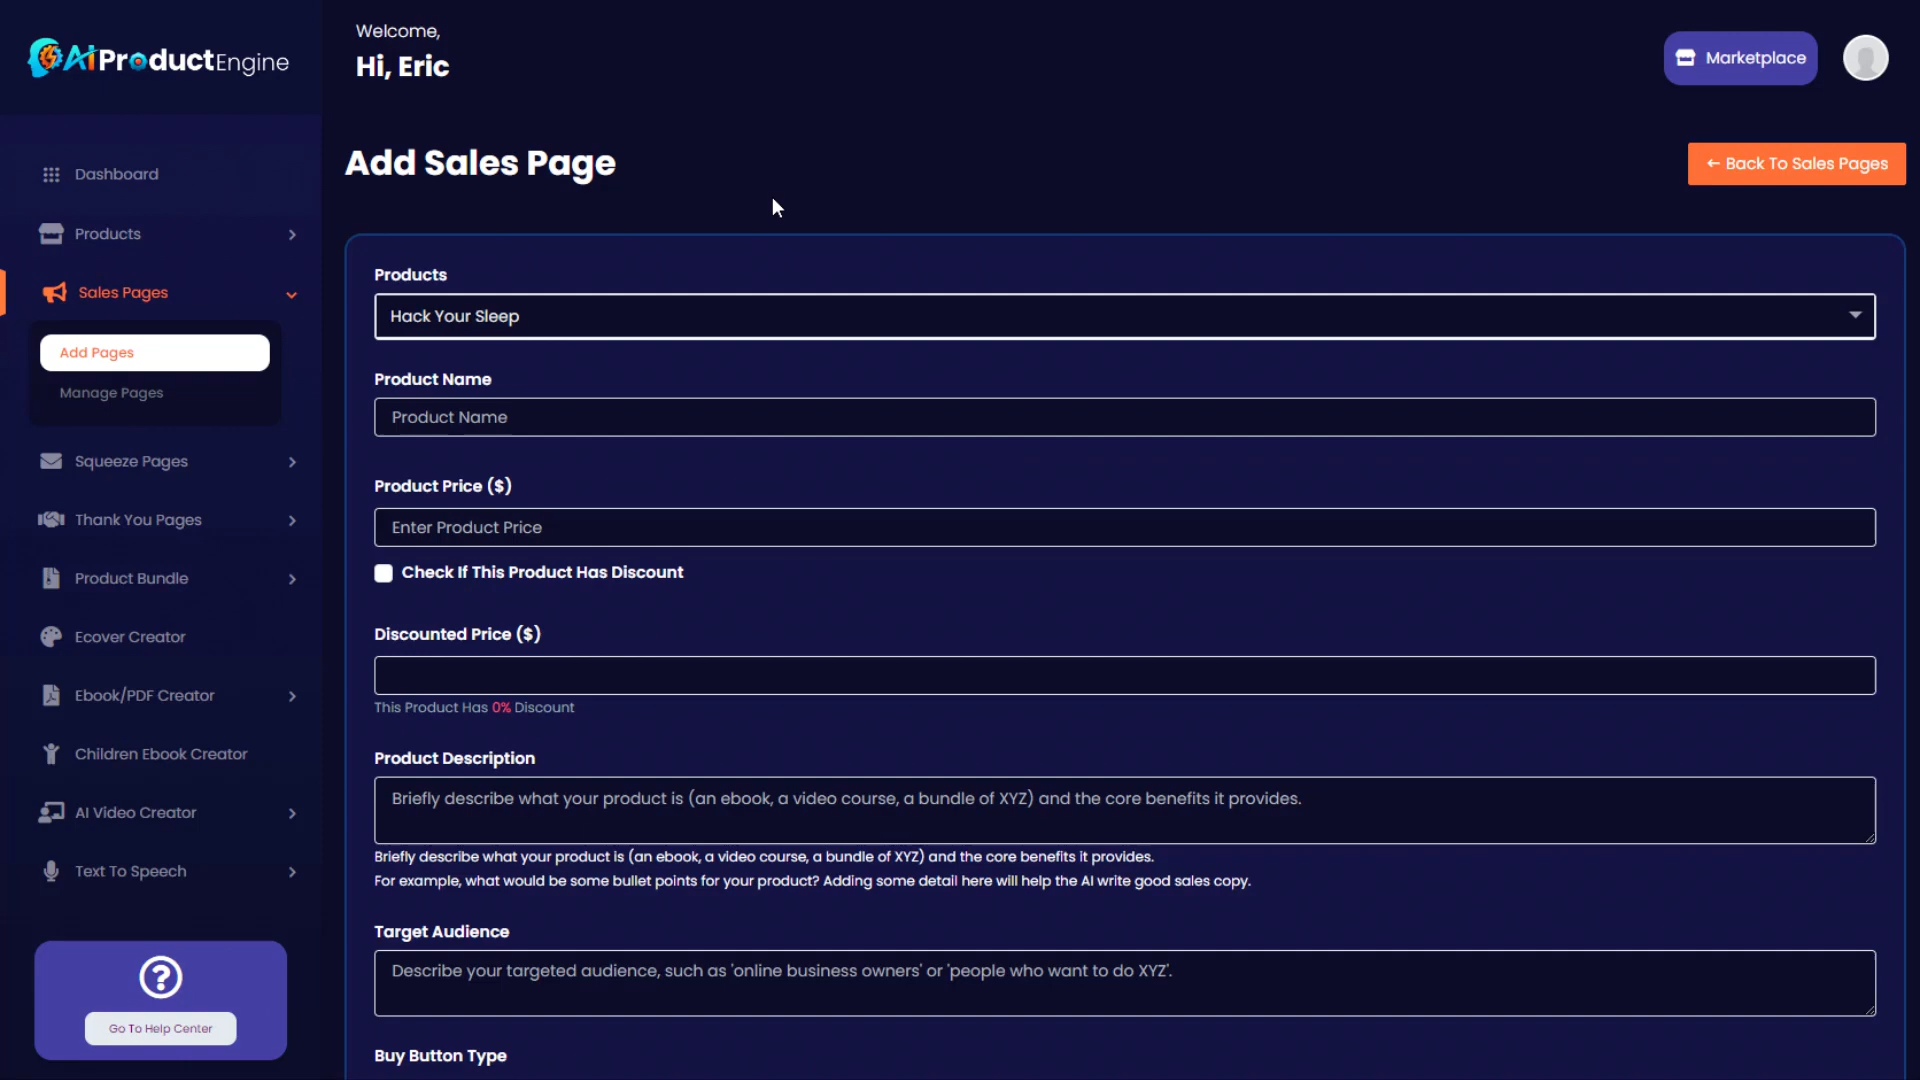 AiProductEngine
Welcome,
Hi, Eric
Marketplace
Add Sales Page
← Back To Sales Pages
Dashboard
Products
Sales Pages
Add Pages
Manage Pages
Squeeze Pages
Thank You Pages
Product Bundle
Ecover Creator
Ebook/PDF Creator
Children Ebook Creator
AI Video Creator
Text To Speech
Go To Help Center
Products
Hack Your Sleep
Product Name
Product Name
Product Price ($)
Enter Product Price
Check If This Product Has Discount
Discounted Price ($)
This Product Has 0% Discount
Product Description
Briefly describe what your product is (an ebook, a video course, a bundle of XYZ) and the core benefits it provides.
Briefly describe what your product is (an ebook, a video course, a bundle of XYZ) and the core benefits it provides.
For example, what would be some bullet points for your product? Adding some detail here will help the AI write good sales copy.
Target Audience
Describe your targeted audience, such as 'online business owners' or 'people who want to do XYZ'.
Buy Button Type